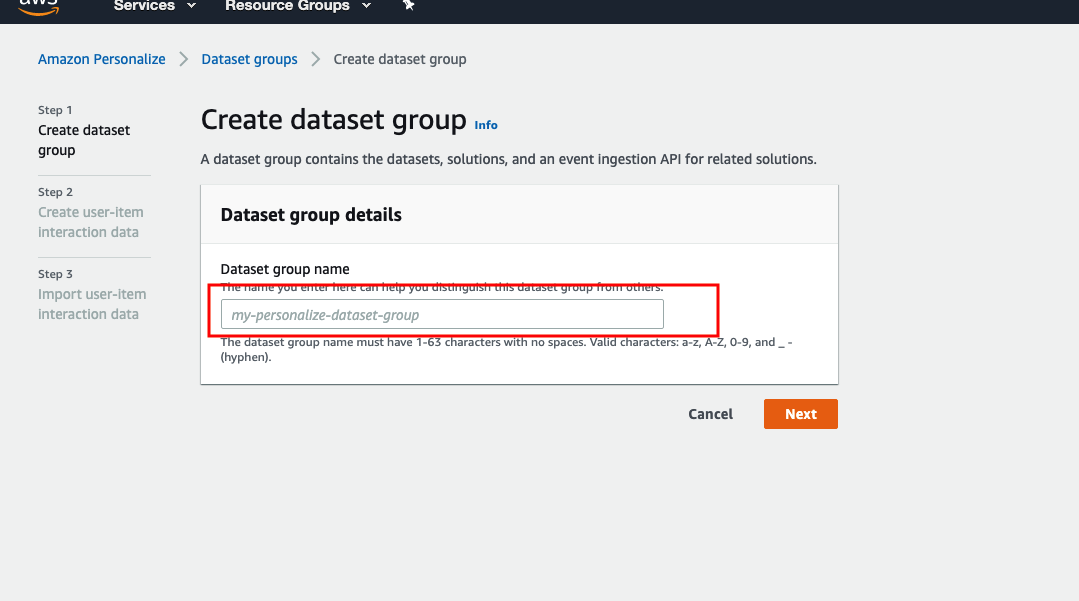 aws Services Resource Groups
Amazon Personalize Dataset groups Create dataset group
Step 1
Create dataset
group
Step 2
Create user-item
interaction data
Step 3
Import user-item
interaction data
Create dataset group Info
A dataset group contains the datasets, solutions, and an event ingestion API for related solutions.
Dataset group details
Dataset group name
The name you enter here can help you distinguish this dataset group from others.
my-personalize-dataset-group
The dataset group name must have 1-63 characters with no spaces. Valid characters: a-z, A-Z, 0-9, and _ -
(hyphen).
Cancel Next